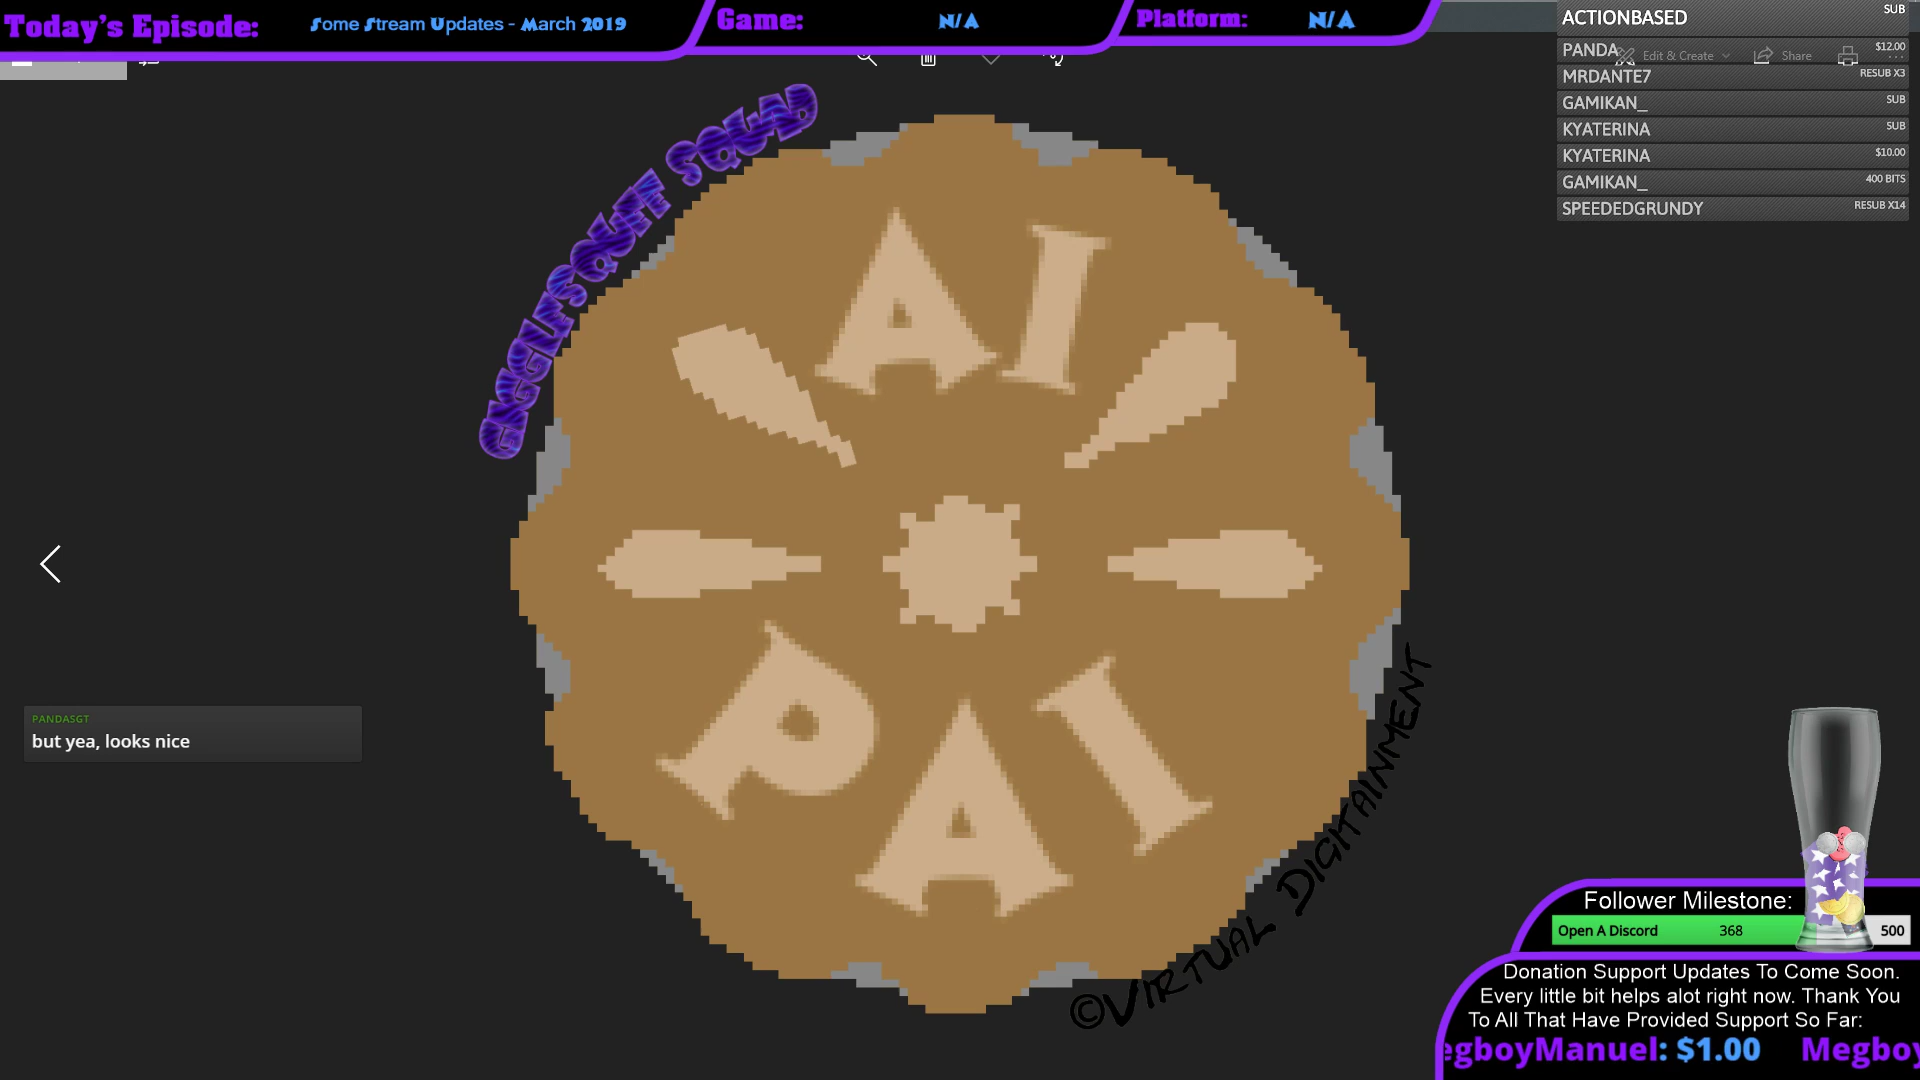 Today's Episode:
Some Stream Updates - March 2019
Game:
N/A
Platform:
N/A
ACTIONBASED SUB
PANDA $12.00
Edit & Create
Share
MRDANTE7 RESUB X3
GAMIKAN_ SUB
KYATERINA SUB
KYATERINA $10.00
GAMIKAN_ 400 BITS
SPEEDEDGRUNDY RESUB X14
SQUAD
AI
PAI
©VIRTUAL DIGITAINMENT
PANDASGT
but yea, looks nice
Follower Milestone:
Open A Discord 368 500
Donation Support Updates To Come Soon.
Every little bit helps alot right now. Thank You
To All That Have Provided Support So Far:
egboyManuel: $1.00 Megboy